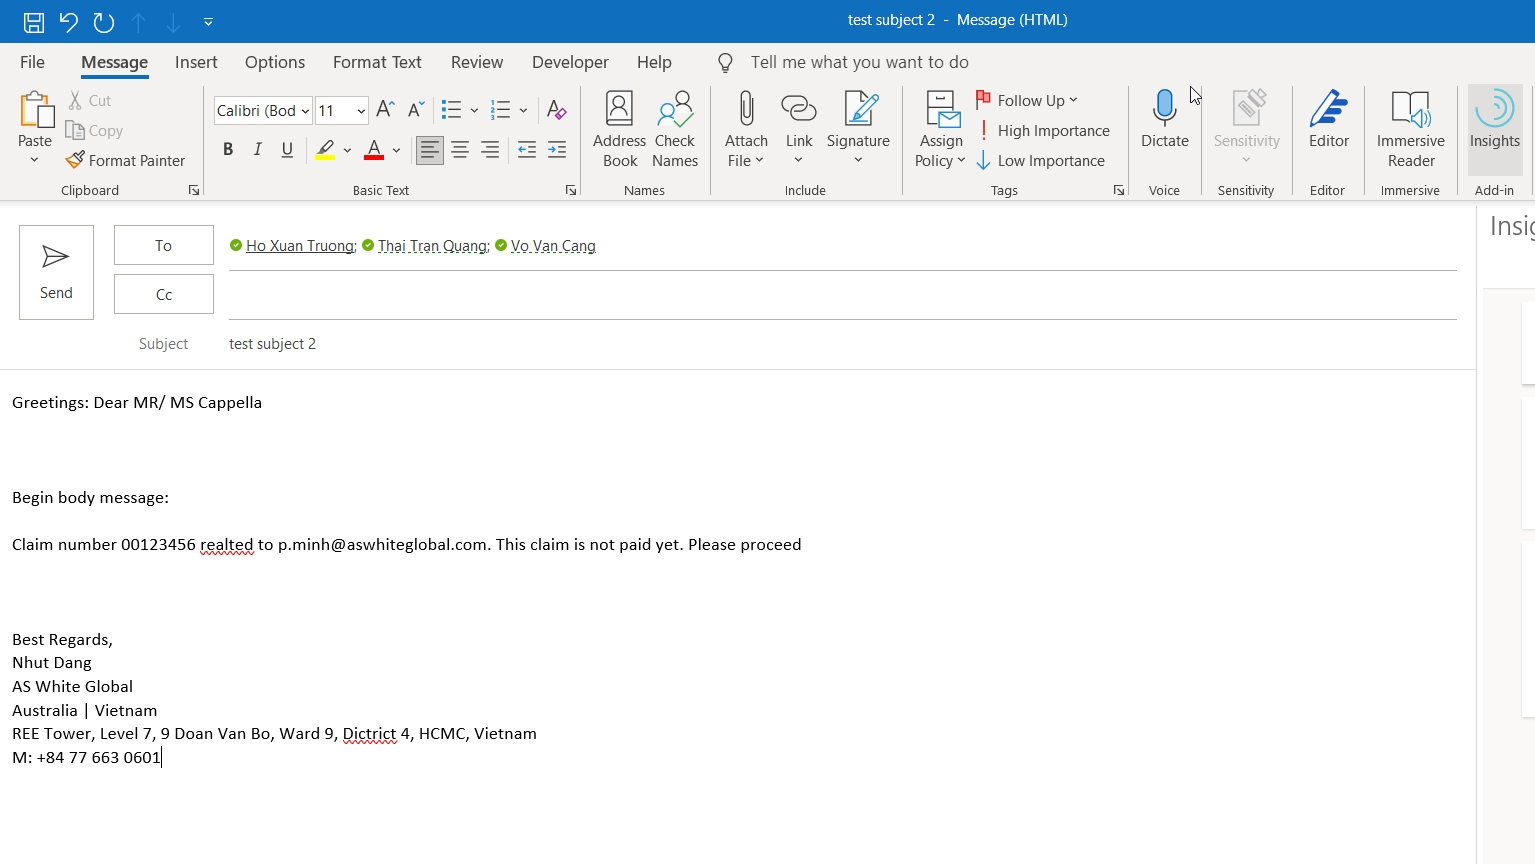 test subject 2 - Message (HTML)
File Message Insert Options Format Text Review Developer Help Tell me what you want to do
Paste
Cut
Copy
Format Painter
Clipboard
Calibri (Bod 11
B I U
Basic Text
Address Book
Check Names
Names
Attach File
Link
Signature
Include
Assign Policy
Follow Up
High Importance
Low Importance
Tags
Dictate
Voice
Sensitivity
Sensitivity
Editor
Editor
Immersive Reader
Immersive
Insights
Add-in
Send
To Ho Xuan Truong; Thai Tran Quang; Vo Van Cang
Cc
Subject test subject 2
Greetings: Dear MR/ MS Cappella
Begin body message:
Claim number 00123456 realted to p.minh@aswhiteglobal.com. This claim is not paid yet. Please proceed
Best Regards,
Nhut Dang
AS White Global
Australia | Vietnam
REE Tower, Level 7, 9 Doan Van Bo, Ward 9, Dictrict 4, HCMC, Vietnam
M: +84 77 663 0601